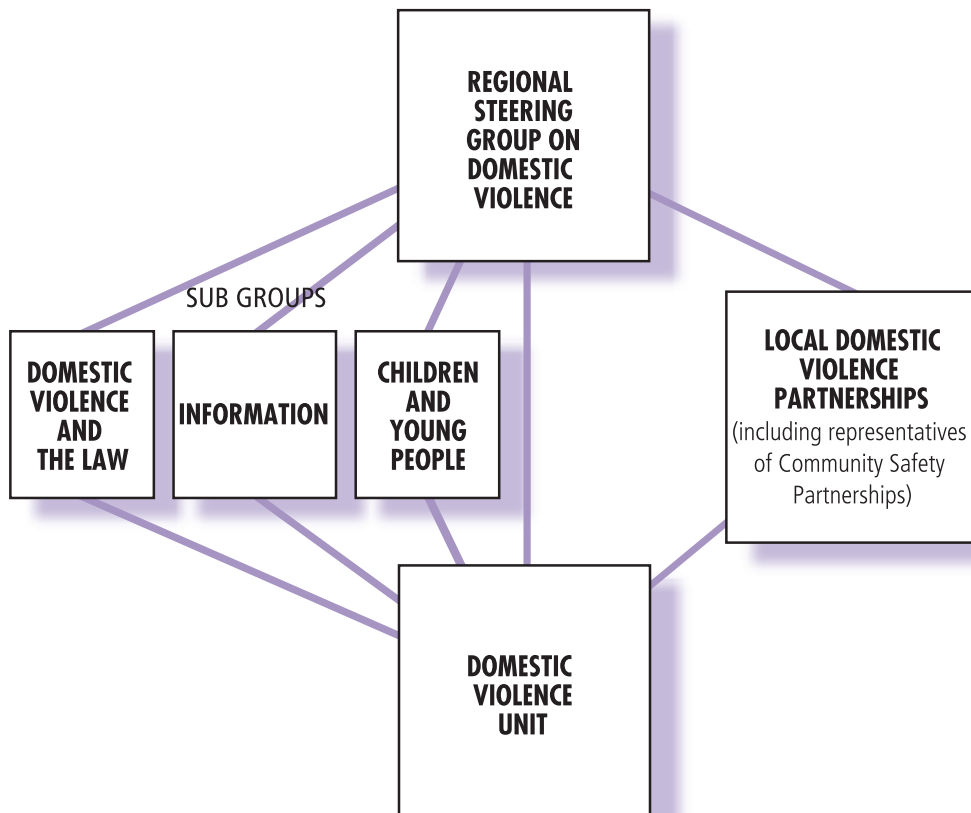 REGIONAL
STEERING
GROUP ON
DOMESTIC
VIOLENCE
SUB GROUPS
DOMESTIC
VIOLENCE
AND
THE LAW
INFORMATION
CHILDREN
AND
YOUNG
PEOPLE
LOCAL DOMESTIC
VIOLENCE
PARTNERSHIPS
(including representatives
of Community Safety
Partnerships)
DOMESTIC
VIOLENCE
UNIT